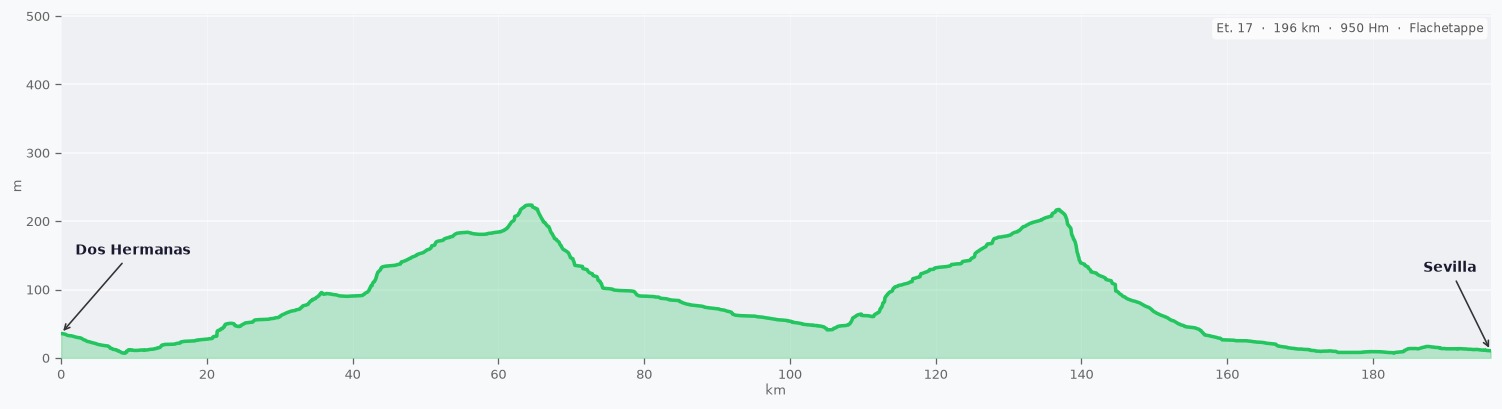 Et. 17 · 196 km · 950 Hm · Flachetappe
500
400
300
200
100
0
m
Dos Hermanas
Sevilla
0 20 40 60 80 100 120 140 160 180
km